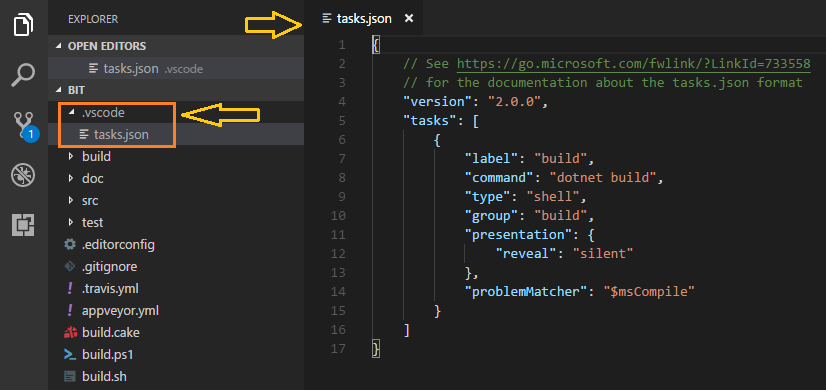 EXPLORER
OPEN EDITORS
tasks.json .vscode
BIT
.vscode
tasks.json
build
doc
src
test
.editorconfig
.gitignore
.travis.yml
appveyor.yml
build.cake
build.ps1
build.sh
1
tasks.json
1 {
2 // See https://go.microsoft.com/fwlink/?LinkId=733558
3 // for the documentation about the tasks.json format
4 "version": "2.0.0",
5 "tasks": [
6 {
7 "label": "build",
8 "command": "dotnet build",
9 "type": "shell",
10 "group": "build",
11 "presentation": {
12 "reveal": "silent"
13 },
14 "problemMatcher": "$msCompile"
15 }
16 ]
17 }